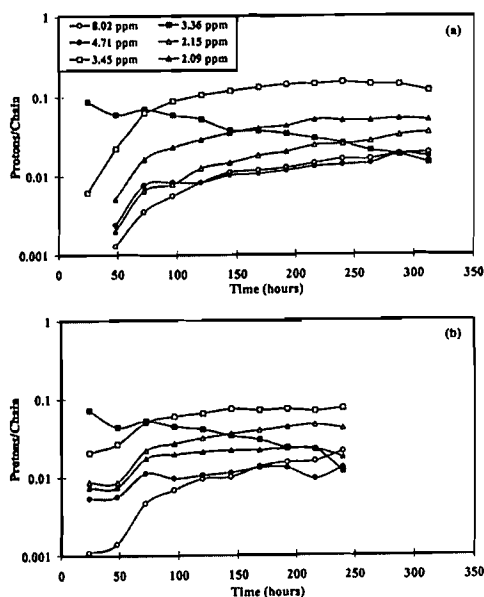 8.02 ppm 3.36 ppm
4.71 ppm 2.15 ppm
3.45 ppm 2.09 ppm
(a)
1
0.1
0.01
0.001
Protons/Chain
0 50 100 150 200 250 300 350
Time (hours)
(b)
1
0.1
0.01
0.001
Protons/Chain
0 50 100 150 200 250 300 350
Time (hours)